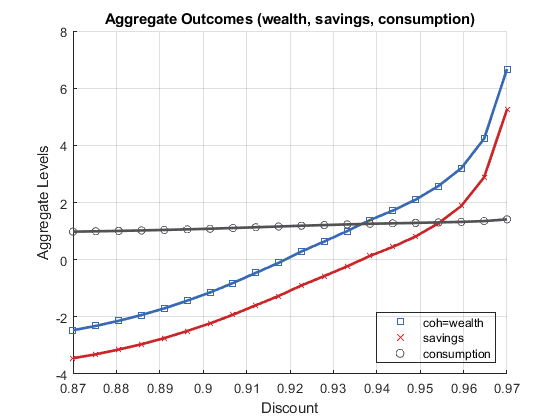 Aggregate Outcomes (wealth, savings, consumption)
8
6
4
2
0
-2
-4
Aggregate Levels
coh=wealth
savings
consumption
0.87 0.88 0.89 0.9 0.91 0.92 0.93 0.94 0.95 0.96 0.97
Discount